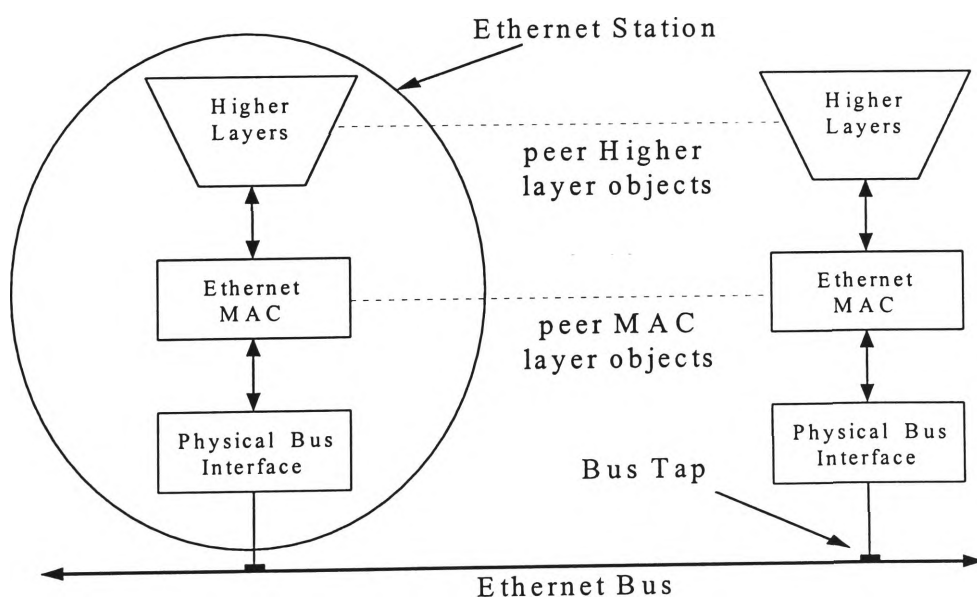 Ethernet Station
Higher
Layers
Higher
Layers
peer Higher
layer objects
Ethernet
MAC
Ethernet
MAC
peer MAC
layer objects
Physical Bus
Interface
Physical Bus
Interface
Bus Tap
Ethernet Bus